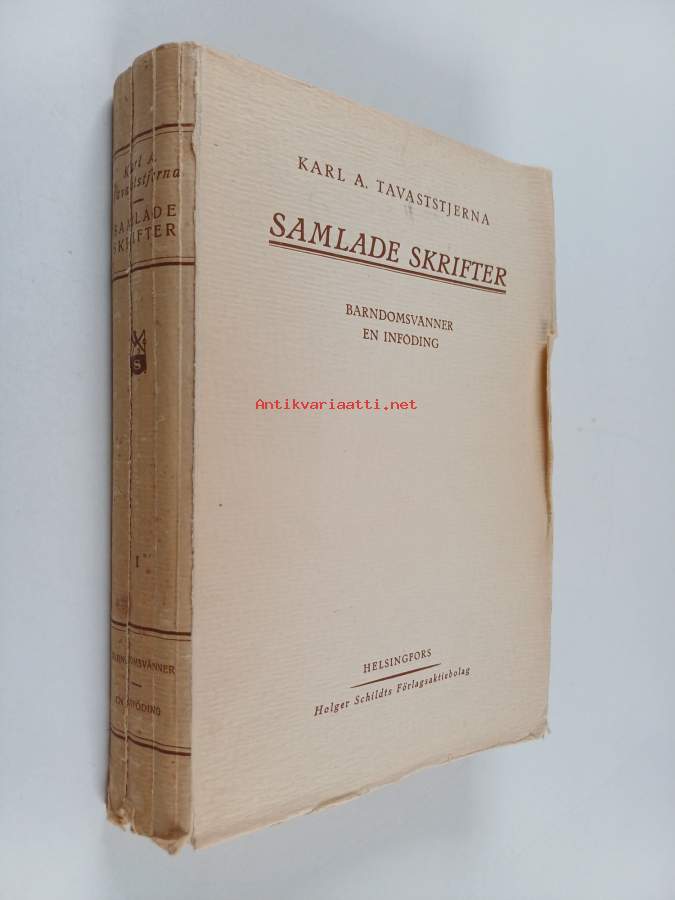 Karl A.
Tavaststjerna
SAMLADE
SKRIFTER
S
I
BARNDOMSVÄNNER
EN INFÖDING
KARL A. TAVASTSTJERNA
SAMLADE SKRIFTER
BARNDOMSVÄNNER
EN INFÖDING
Antikvariaatti.net
HELSINGFORS
Holger Schildts Förlagsaktiebolag